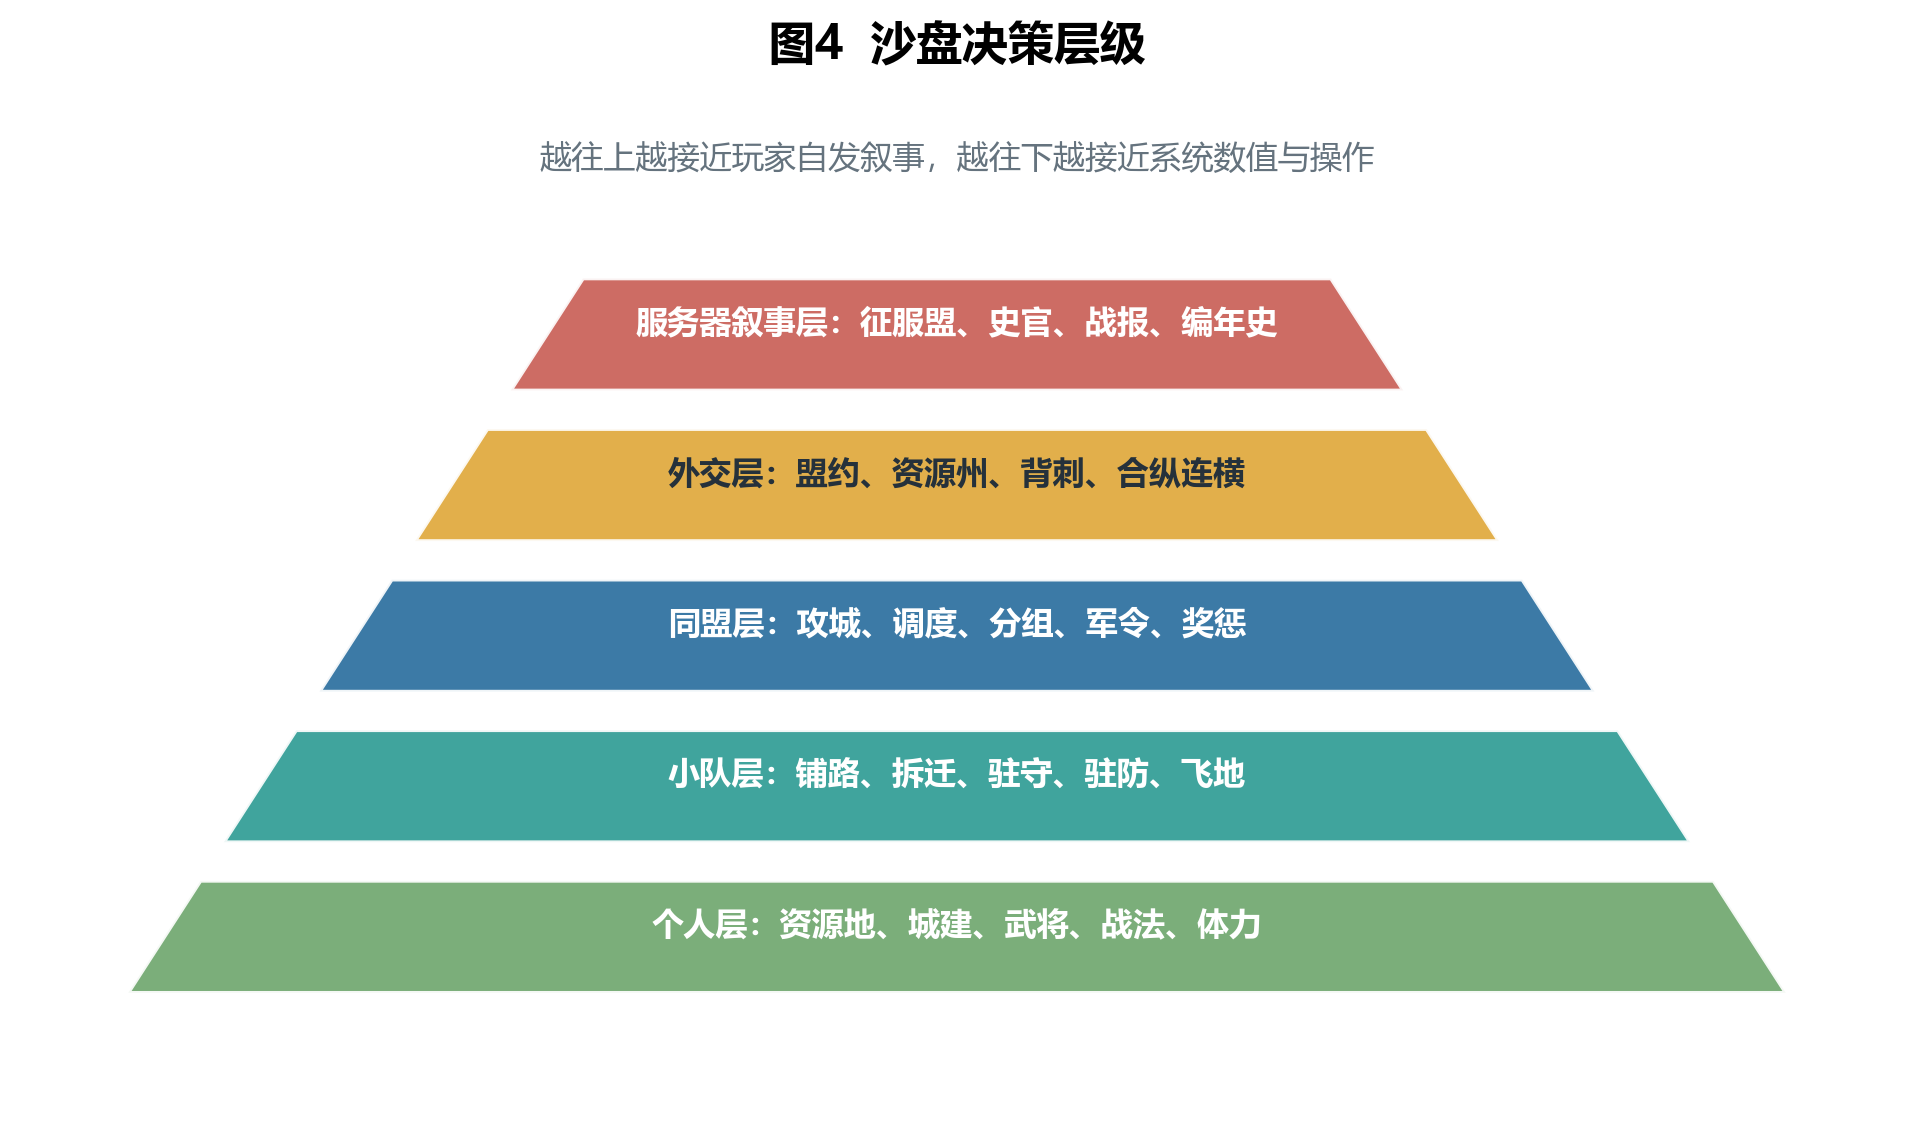 图4 沙盘决策层级
越往上越接近玩家自发叙事，越往下越接近系统数值与操作
服务器叙事层：征服盟、史官、战报、编年史
外交层：盟约、资源州、背刺、合纵连横
同盟层：攻城、调度、分组、军令、奖惩
小队层：铺路、拆迁、驻守、驻防、飞地
个人层：资源地、城建、武将、战法、体力